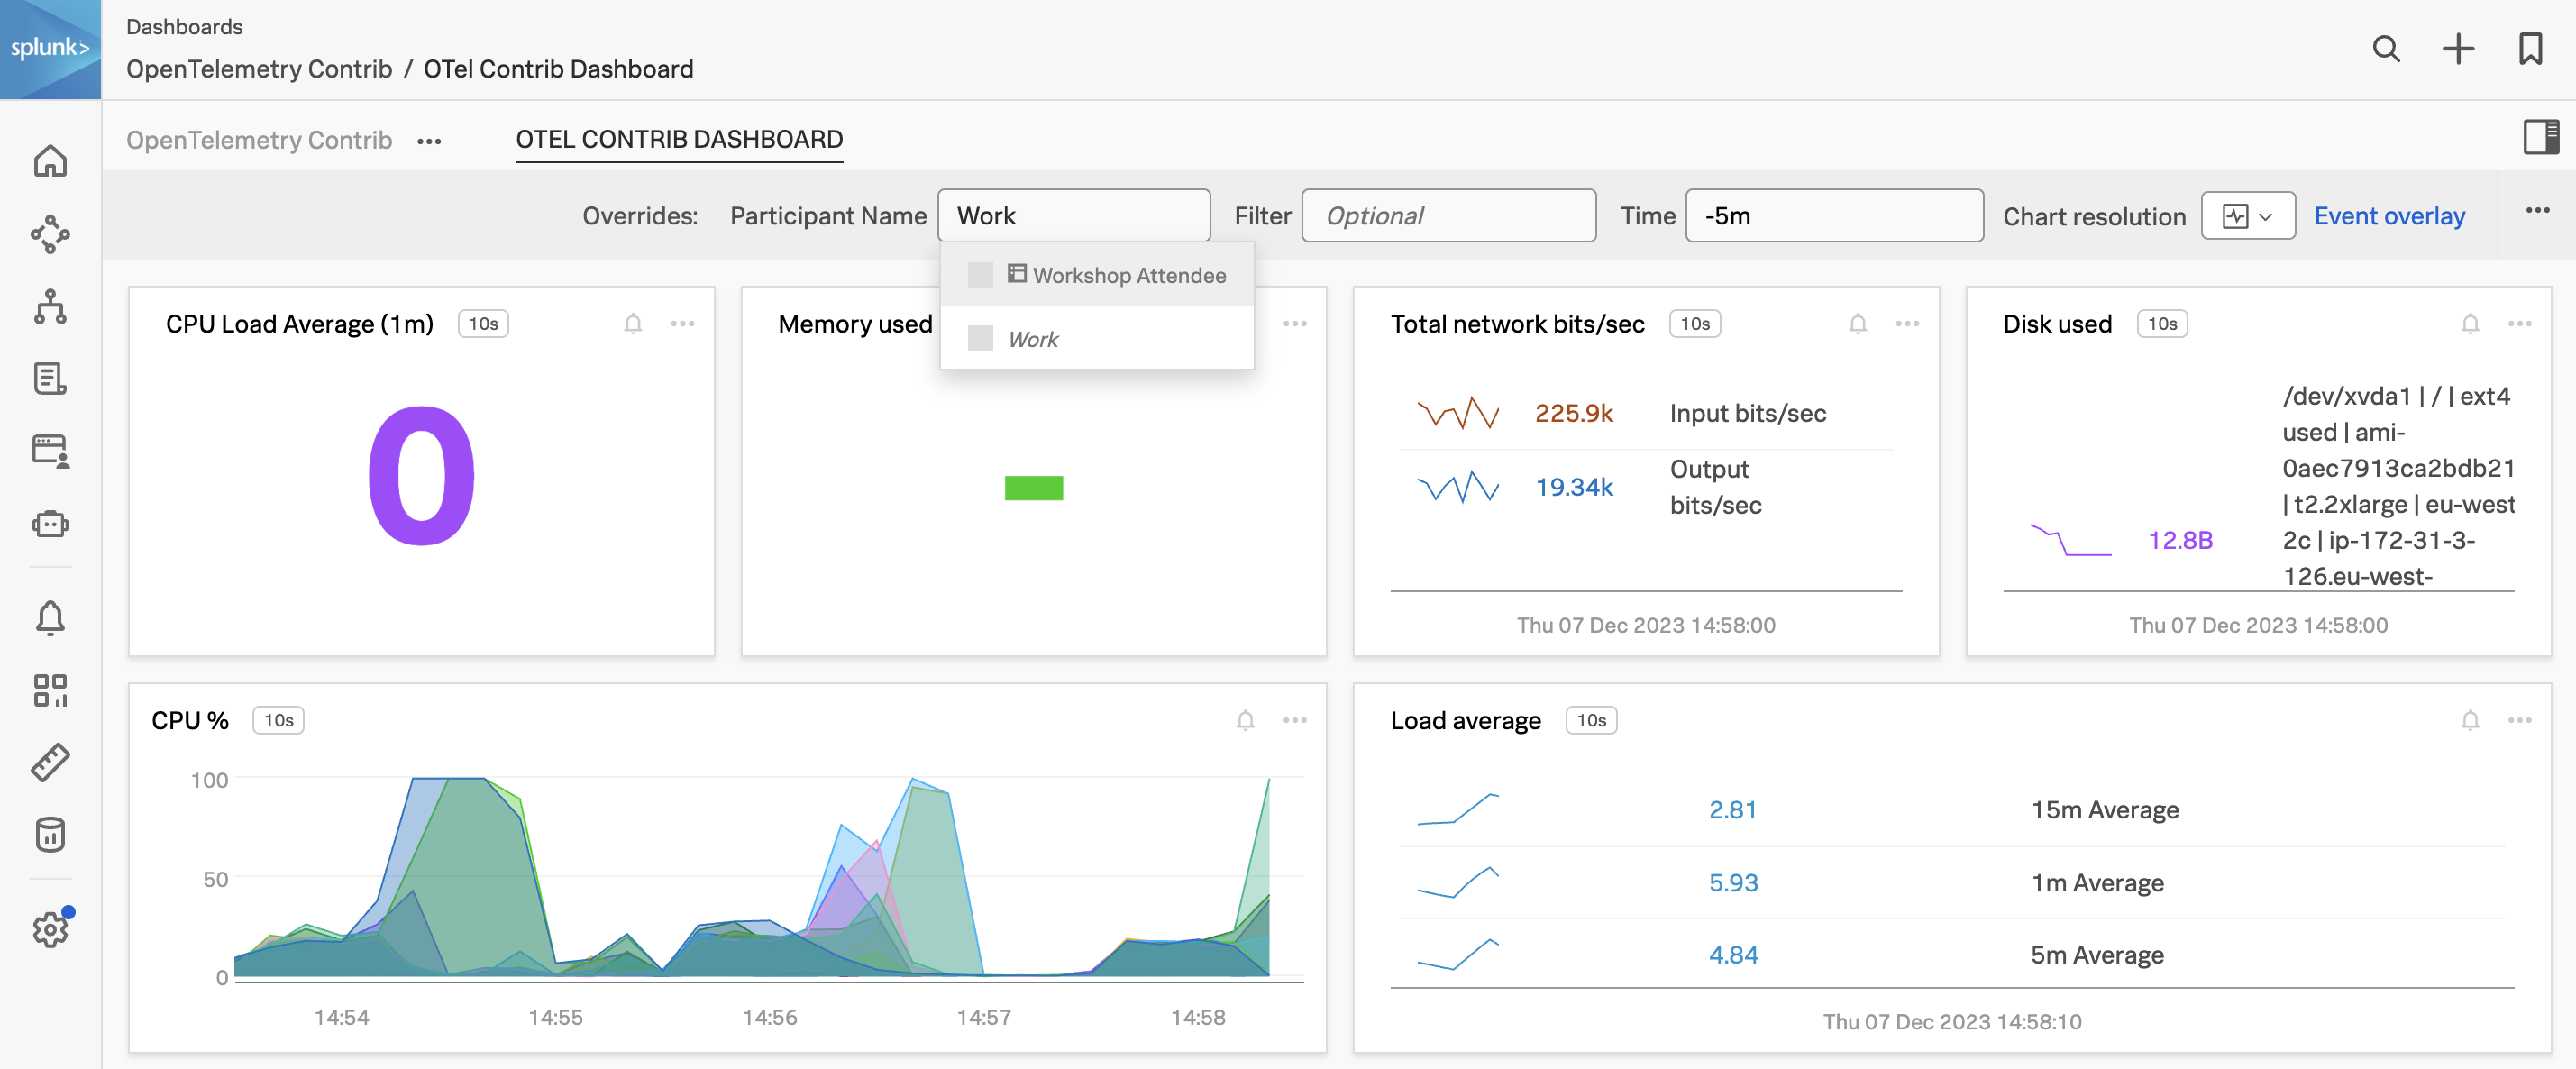 splunk>
Dashboards
OpenTelemetry Contrib / OTel Contrib Dashboard
OpenTelemetry Contrib ••• OTEL CONTRIB DASHBOARD
Overrides: Participant Name Work Filter Optional Time -5m Chart resolution Event overlay
Workshop Attendee
Work
CPU Load Average (1m) 10s
0
Memory used
-
Total network bits/sec 10s
225.9k Input bits/sec
19.34k Output
bits/sec
Thu 07 Dec 2023 14:58:00
Disk used 10s
12.8B
/dev/xvda1 | / | ext4
used | ami-
0aec7913ca2bdb21
| t2.2xlarge | eu-west
2c | ip-172-31-3-
126.eu-west-
Thu 07 Dec 2023 14:58:00
CPU % 10s
100
50
0
14:54 14:55 14:56 14:57 14:58
Load average 10s
2.81 15m Average
5.93 1m Average
4.84 5m Average
Thu 07 Dec 2023 14:58:10